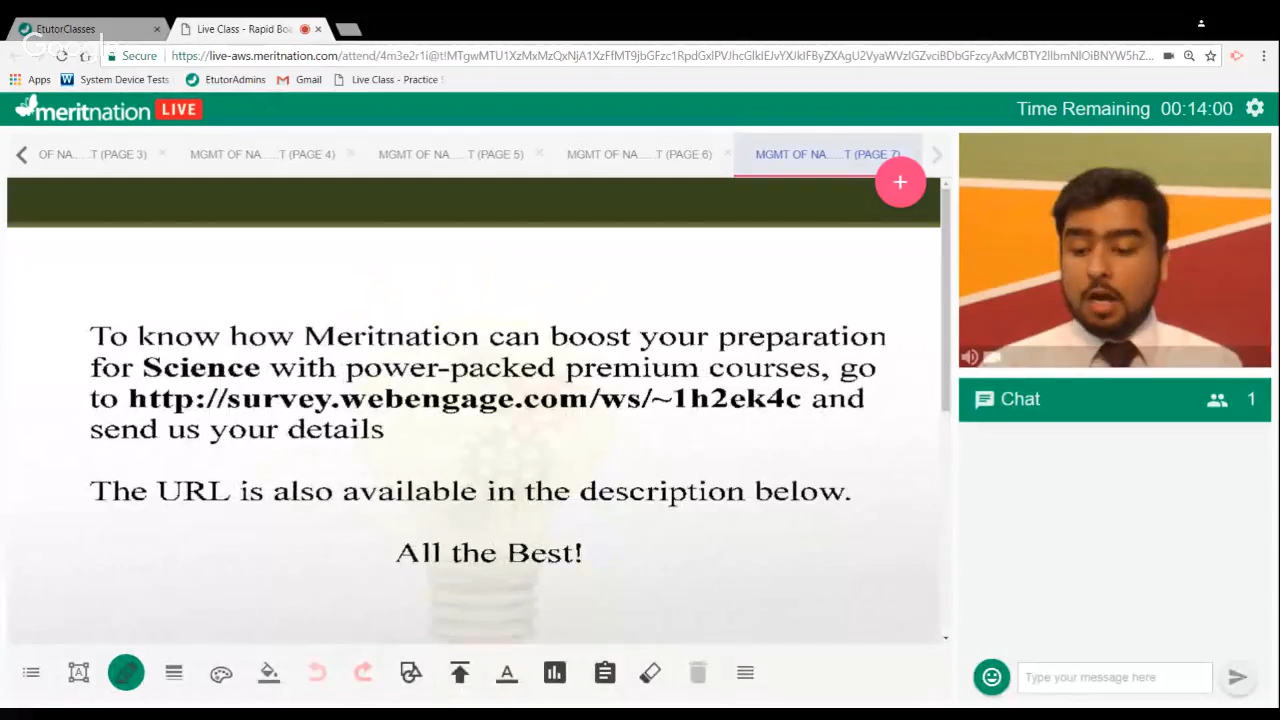 EtutorClasses
Live Class - Rapid Boa
Secure
https://live-aws.meritnation.com/attend/
Apps
System Device Tests
EtutorAdmins
Gmail
Live Class - Practice S
meritnation LIVE
Time Remaining 00:14:00
OF NA.....T (PAGE 3)
MGMT OF NA.....T (PAGE 4)
MGMT OF NA.....T (PAGE 5)
MGMT OF NA.....T (PAGE 6)
MGMT OF NA.....T (PAGE 7)
To know how Meritnation can boost your preparation
for Science with power-packed premium courses, go
to http://survey.webengage.com/ws/~1h2ek4c and
send us your details
The URL is also available in the description below.
All the Best!
Chat
1
Type your message here